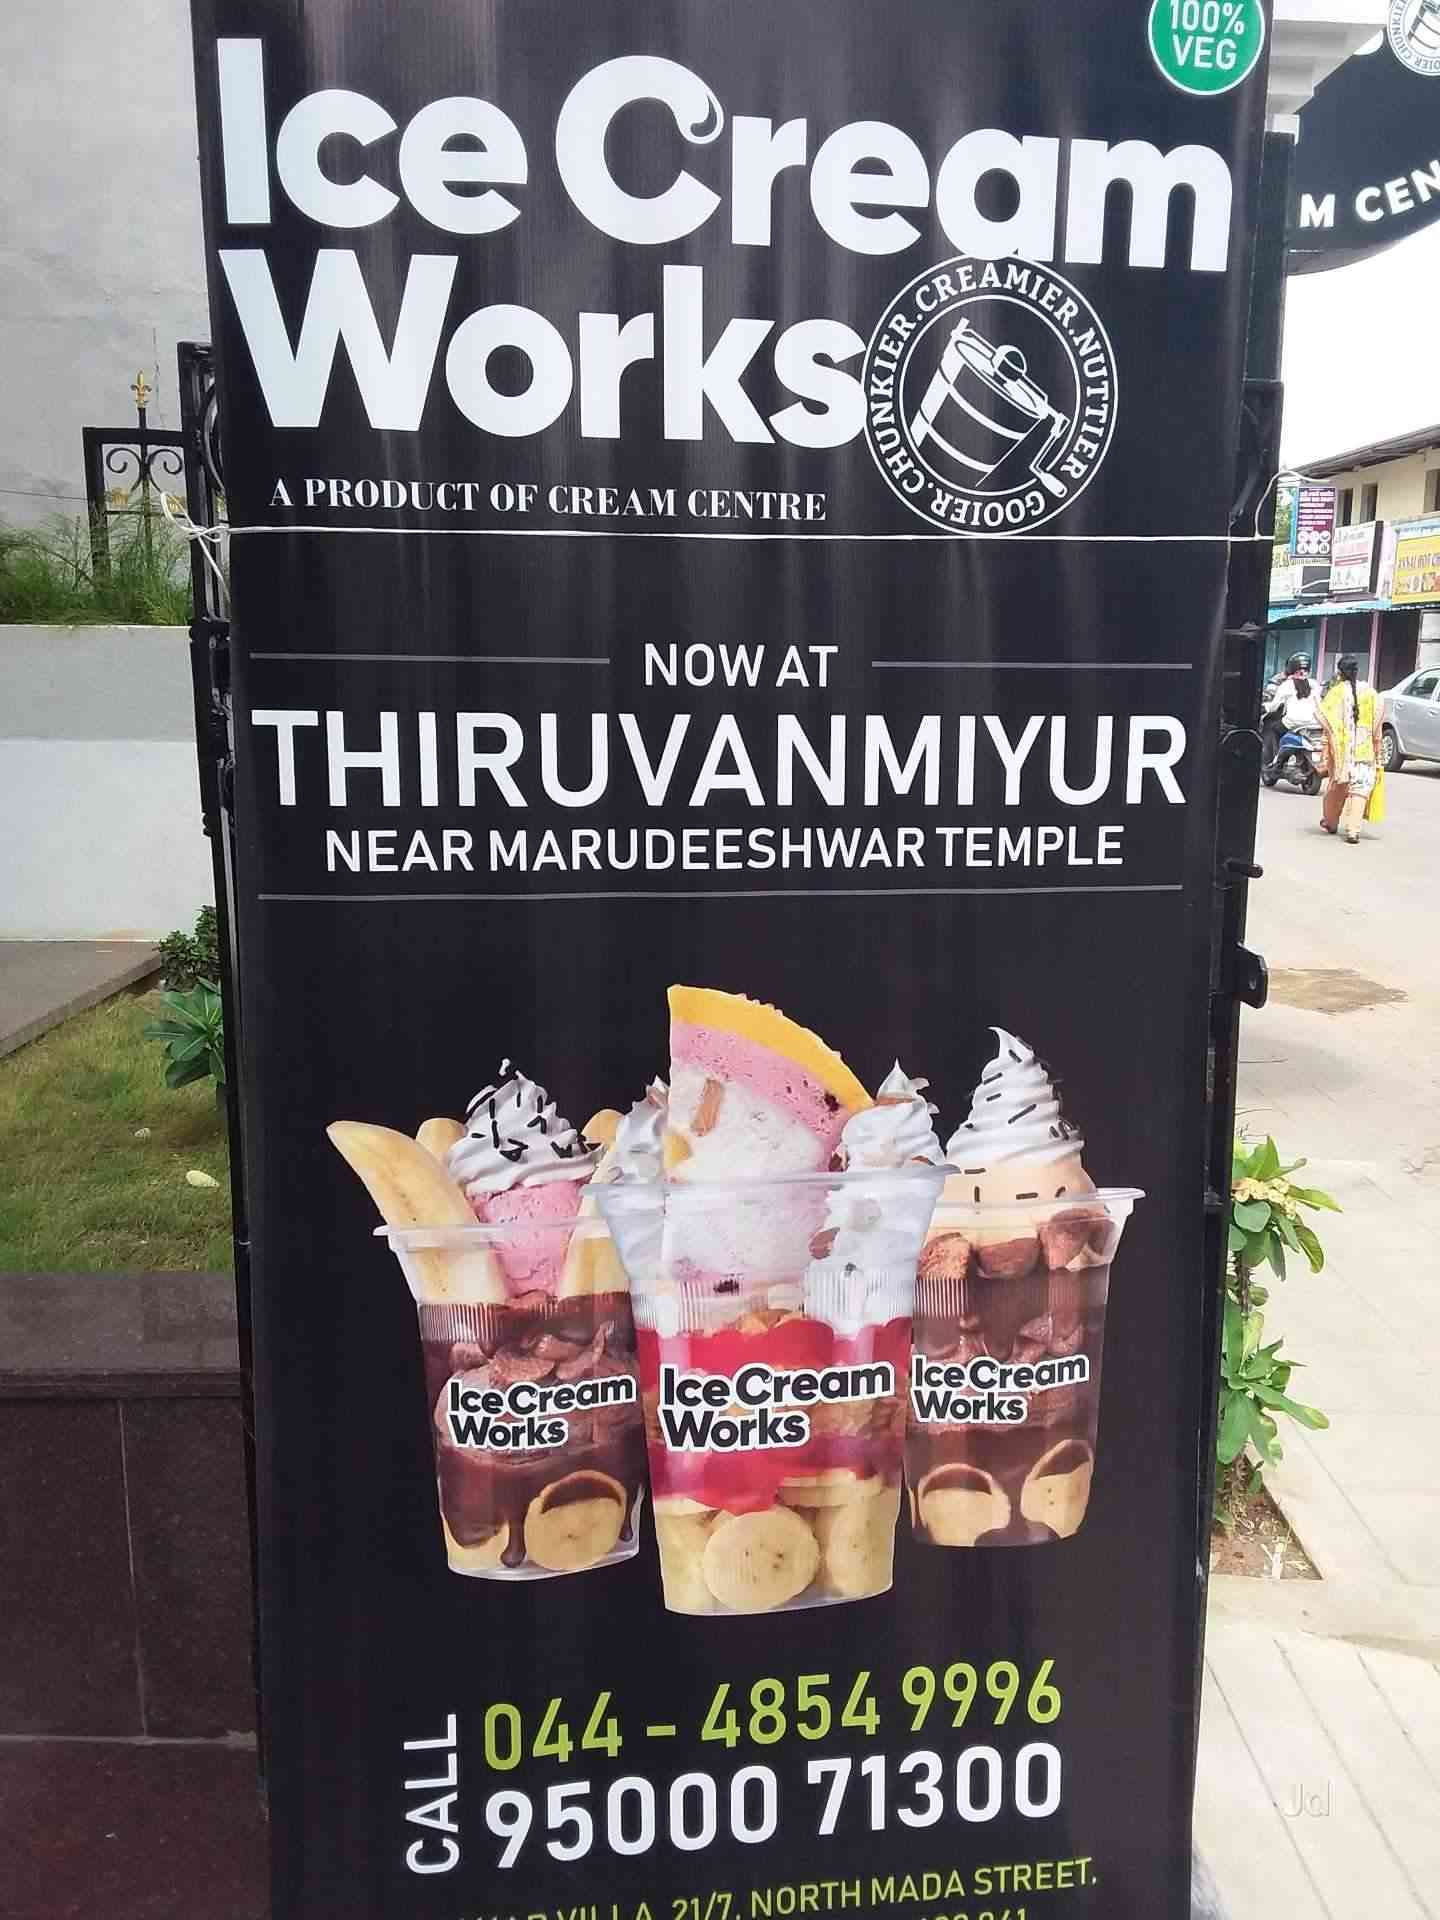 100%
VEG
Ice Cream
Works
CHUNKIER.CREAMIER.NUTTIER.GOOIER.
A PRODUCT OF CREAM CENTRE
M CEN
NOW AT
THIRUVANMIYUR
NEAR MARUDEESHWAR TEMPLE
Ice Cream
Works
Ice Cream
Works
Ice Cream
Works
CALL
044 - 4854 9996
95000 71300
VILLA, 21/7, NORTH MADA STREET,
Jd